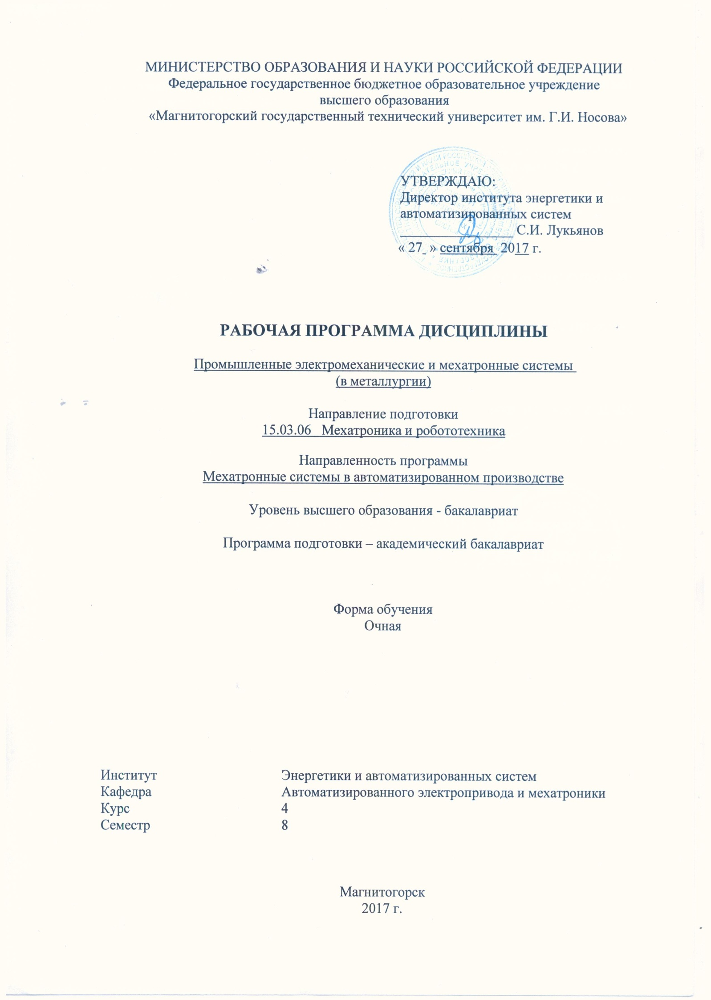 МИНИСТЕРСТВО ОБРАЗОВАНИЯ И НАУКИ РОССИЙСКОЙ ФЕДЕРАЦИИ
Федеральное государственное бюджетное образовательное учреждение
высшего образования
«Магнитогорский государственный технический университет им. Г.И. Носова»
УТВЕРЖДАЮ:
Директор института энергетики и
автоматизированных систем
С.И. Лукьянов
« 27 » сентября 2017 г.
РАБОЧАЯ ПРОГРАММА ДИСЦИПЛИНЫ
Промышленные электромеханические и мехатронные системы
(в металлургии)
Направление подготовки
15.03.06 Мехатроника и робототехника
Направленность программы
Мехатронные системы в автоматизированном производстве
Уровень высшего образования - бакалавриат
Программа подготовки – академический бакалавриат
Форма обучения
Очная
Институт Энергетики и автоматизированных систем
Кафедра Автоматизированного электропривода и мехатроники
Курс 4
Семестр 8
Магнитогорск
2017 г.